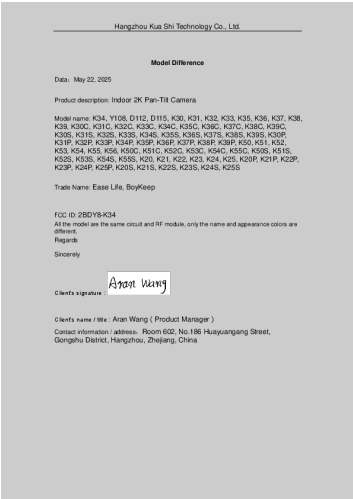 Hangzhou Kua Shi Technology Co., Ltd.
Model Difference
Data: May 22, 2025
Product description: Indoor 2K Pan-Tilt Camera
Model name: K34, Y108, D112, D115, K30, K31, K32, K33, K35, K36, K37, K38,
K39, K30C, K31C, K32C, K33C, K34C, K35C, K36C, K37C, K38C, K39C,
K30S, K31S, K32S, K33S, K34S, K35S, K36S, K37S, K38S, K39S, K30P,
K31P, K32P, K33P, K34P, K35P, K36P, K37P, K38P, K39P, K50, K51, K52,
K53, K54, K55, K56, K50C, K51C, K52C, K53C, K54C, K55C, K50S, K51S,
K52S, K53S, K54S, K55S, K20, K21, K22, K23, K24, K25, K20P, K21P, K22P,
K23P, K24P, K25P, K20S, K21S, K22S, K23S, K24S, K25S
Trade Name: Ease Life, BoyKeep
FCC ID: 2BDY8-K34
All the model are the same circuit and RF module, only the name and appearance colors are
different.
Regards
Sincerely
Client's signature : Aran Wang
Client's name / title : Aran Wang ( Product Manager )
Contact information / address: Room 602, No.186 Huayuangang Street,
Gongshu District, Hangzhou, Zhejiang, China